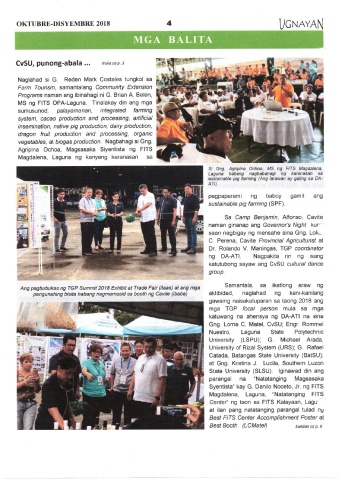 OKTUBRE-DISYEMBRE 2018
4
UGNAYAN
MGA BALITA
CvSU, punong-abala ... mula sa p. 3
Naglahad si G. Reden Mark Costales tungkol sa
Farm Tourism, samantalang Community Extension
Programs naman ang ibinahagi ni G. Brian A. Belen,
MS ng FITS OPA-Laguna. Tinalakay din ang mga
sumusunod: palayamanan, integrated farming
system, cacao production and processing, artificial
insemination, native pig production, dairy production,
dragon fruit production and processing, organic
vegetables, at biogas production. Nagbahagi si Gng.
Agripina Ochoa, Magsasaka Siyentista ng FITS
Magdalena, Laguna ng kanyang karanasan sa
Ang pagbubukas ng TGP Summit 2018 Exhibit at Trade Fair (itaas) at ang mga
pangunahing bisita habang nagmamasid sa booth ng Cavite (ibaba)
Si Gng. Agripina Ochoa, MS ng FITS Magdalena,
Laguna habang nagbabahagi ng karanasan sa
sustainable pig farming (Ang larawan ay galing sa DA-
ATI)
pagpaparami ng baboy gamit ang
sustainable pig farming (SPF).
Sa Camp Benjamin, Alfonso, Cavite
naman ginanap ang Governor's Night kur
saan nagbigay ng mensahe sina Gng. Loli
C. Perena, Cavite Provincial Agriculturist at
Dr. Rolando V. Maningas, TGP coordinator
ng DA-ATI. Nagpakita rin ng isang
katutubong sayaw ang CvSU cultural dance
group.
Samantala, sa ikatlong araw ng
aktibidad, naglahad ng kani-kanilang
gawaing naisakatuparan sa taong 2018 ang
mga TGP focal person mula sa mga
katuwang na ahensya ng DA-ATI na sina
Gng. Lorna C. Matel, CvSU; Engr. Rommel
Nuestro, Laguna State Polytechnic
University (LSPU); G. Michael Arada,
University of Rizal System (URS); G. Rafael
Calada, Batangas State University (BatSU);
at Gng. Kristina J. Lucila, Southern Luzon
State University (SLSU). Iginawad din ang
parangal na "Natatanging Magsasaka
Siyentista" kay G. Danilo Noceto, Jr. ng FITS
Magdalena, Laguna, "Natatanging FITS
Center" ng taon sa FITS Kalayaan, Lagu
at ilan pang natatanging parangal tulad ng
Best FITS Center Accomplishment Poster at
Best Booth. (LCMatel) sundan sa p. 6